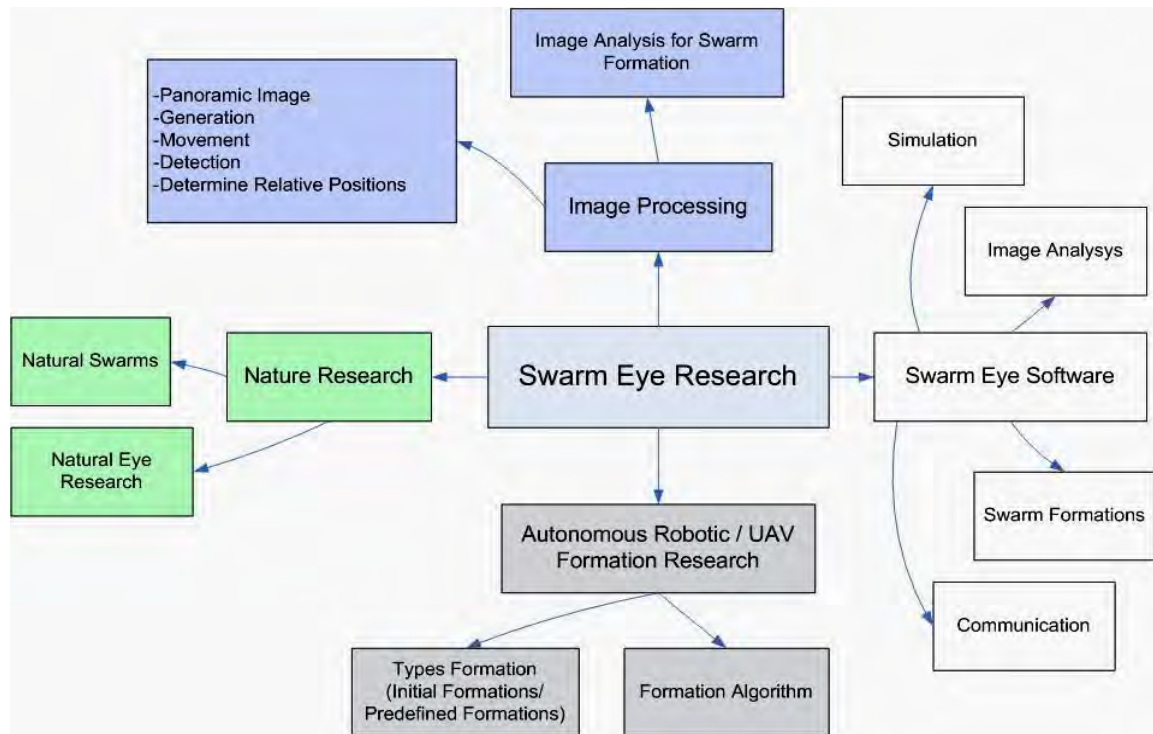 Image Analysis for Swarm
Formation
-Panoramic Image
-Generation
-Movement
-Detection
-Determine Relative Positions
Image Processing
Simulation
Image Analysys
Natural Swarms
Nature Research
Swarm Eye Research
Swarm Eye Software
Natural Eye
Research
Swarm Formations
Autonomous Robotic / UAV
Formation Research
Communication
Types Formation
(Initial Formations/
Predefined Formations)
Formation Algorithm